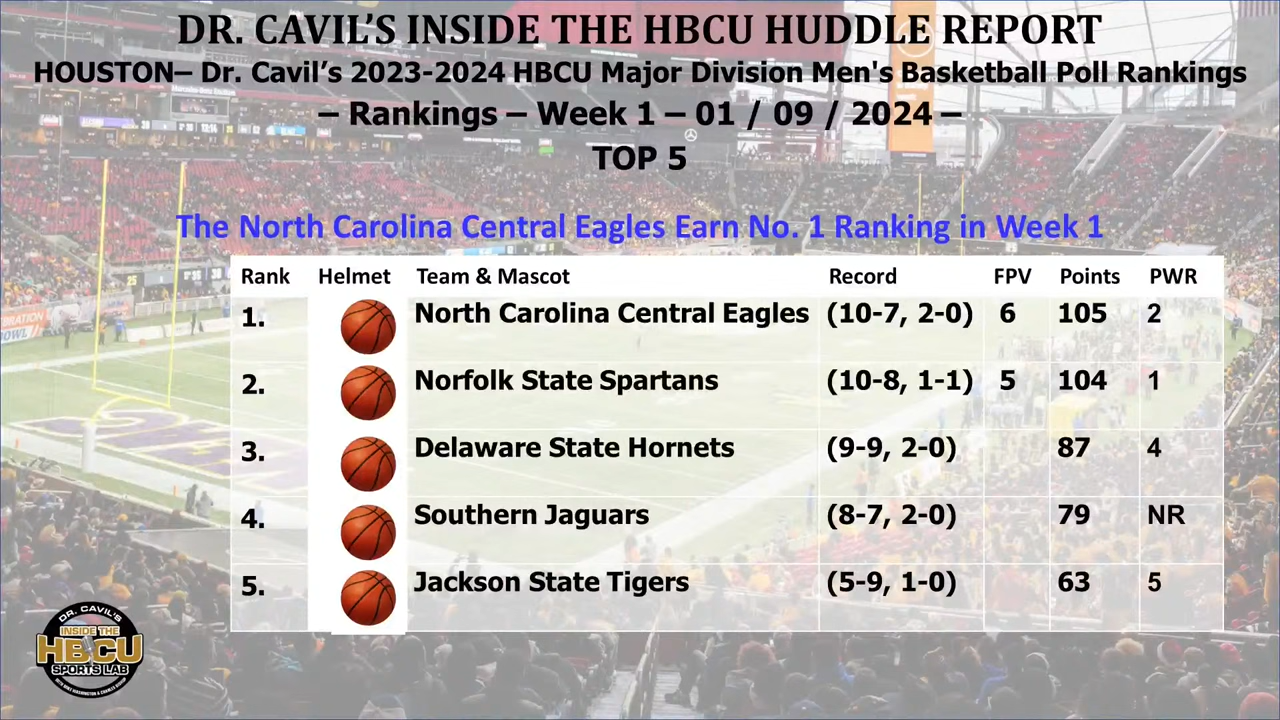 DR. CAVIL'S INSIDE THE HBCU HUDDLE REPORT
HOUSTON– Dr. Cavil's 2023-2024 HBCU Major Division Men's Basketball Poll Rankings
– Rankings – Week 1 – 01 / 09 / 2024 –
TOP 5
The North Carolina Central Eagles Earn No. 1 Ranking in Week 1
Rank Helmet Team & Mascot Record FPV Points PWR
1. North Carolina Central Eagles (10-7, 2-0) 6 105 2
2. Norfolk State Spartans (10-8, 1-1) 5 104 1
3. Delaware State Hornets (9-9, 2-0) 87 4
4. Southern Jaguars (8-7, 2-0) 79 NR
5. Jackson State Tigers (5-9, 1-0) 63 5
DR. CAVIL'S
INSIDE THE
HBCU
SPORTS LAB